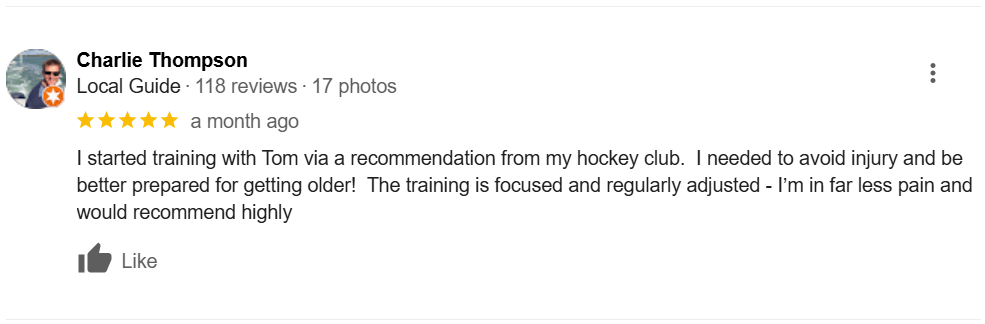 Charlie Thompson
Local Guide · 118 reviews · 17 photos
a month ago
I started training with Tom via a recommendation from my hockey club.  I needed to avoid injury and be
better prepared for getting older!  The training is focused and regularly adjusted - I’m in far less pain and
would recommend highly
Like